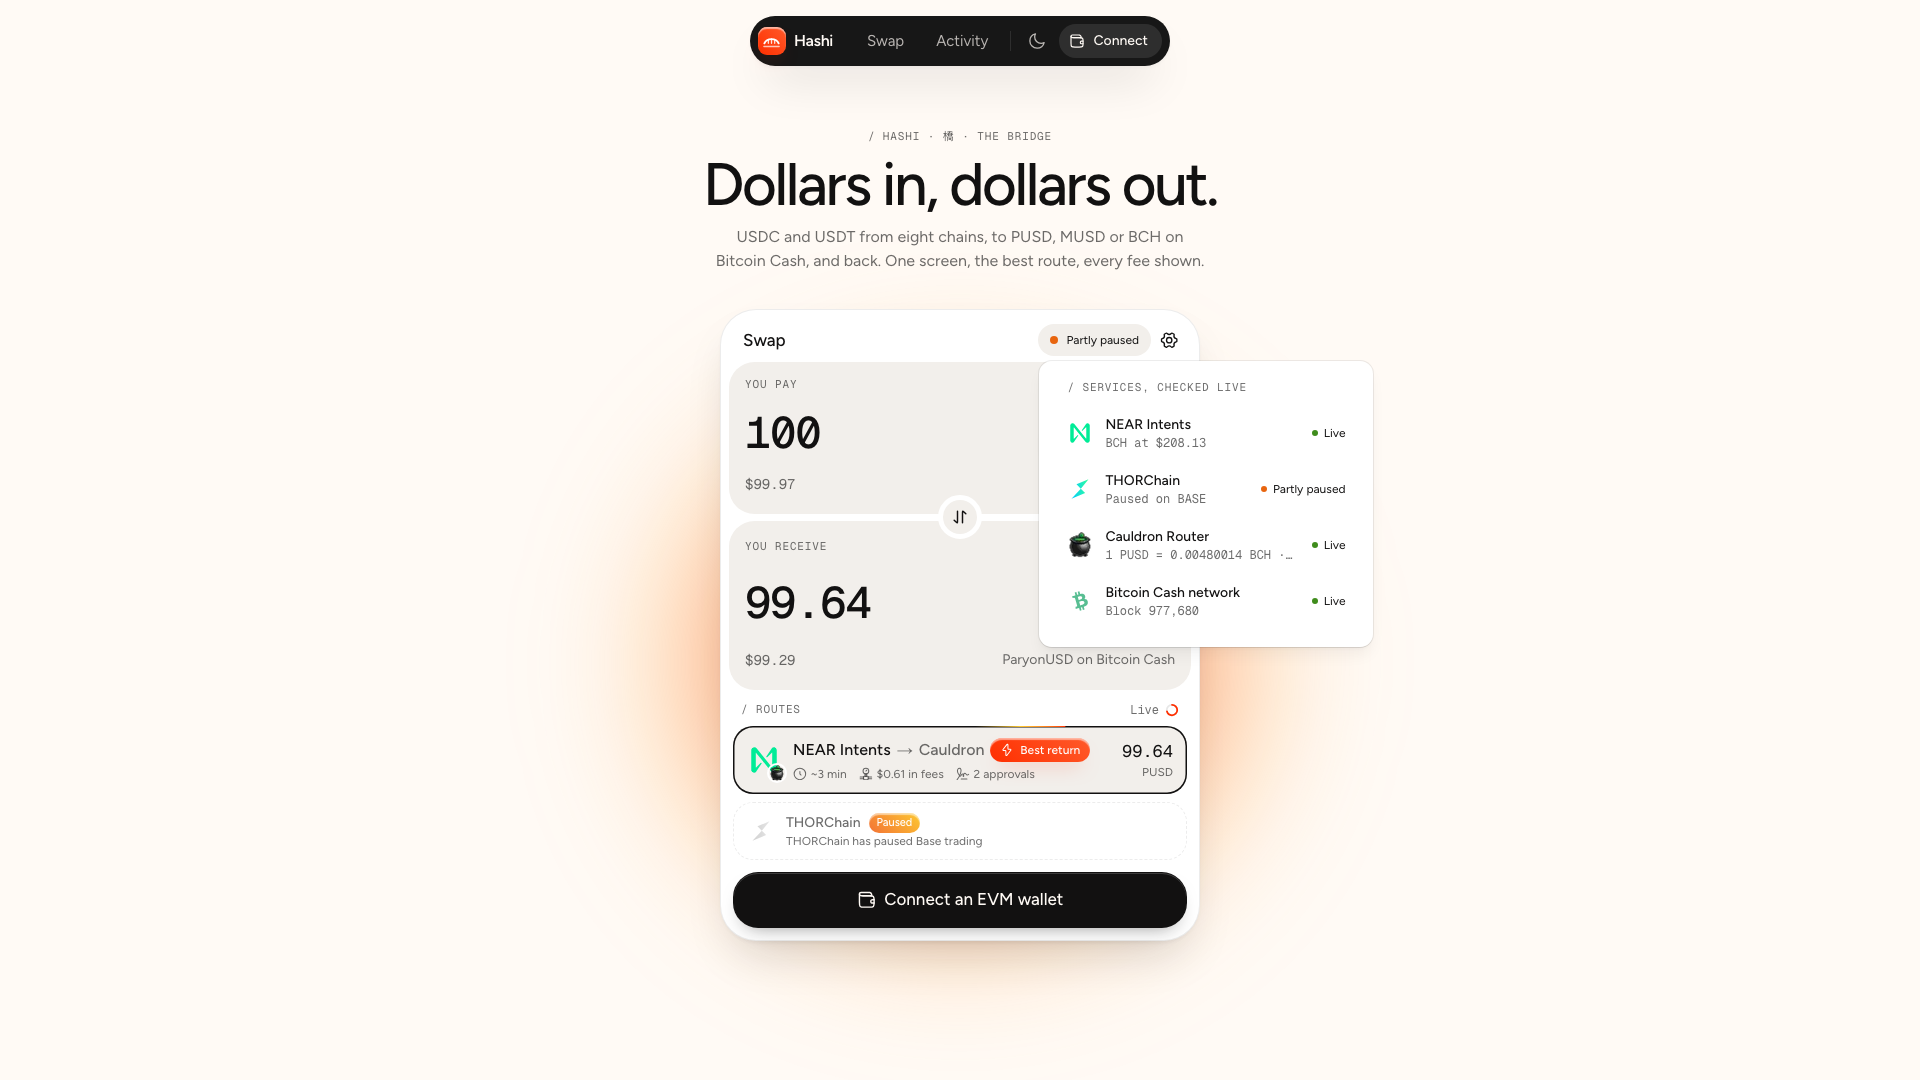 Hashi
Swap
Activity
Connect
/ HASHI · 橋 · THE BRIDGE
Dollars in, dollars out.
USDC and USDT from eight chains, to PUSD, MUSD or BCH on
Bitcoin Cash, and back. One screen, the best route, every fee shown.
Swap
Partly paused
YOU PAY
100
$99.97
/ SERVICES, CHECKED LIVE
NEAR Intents
BCH at $208.13
Live
THORChain
Paused on BASE
Partly paused
Cauldron Router
1 PUSD = 0.00480014 BCH ·…
Live
Bitcoin Cash network
Block 977,680
Live
YOU RECEIVE
99.64
$99.29
ParyonUSD on Bitcoin Cash
/ ROUTES
Live
NEAR Intents → Cauldron
Best return
99.64
~3 min
$0.61 in fees
2 approvals
PUSD
THORChain
Paused
THORChain has paused Base trading
Connect an EVM wallet